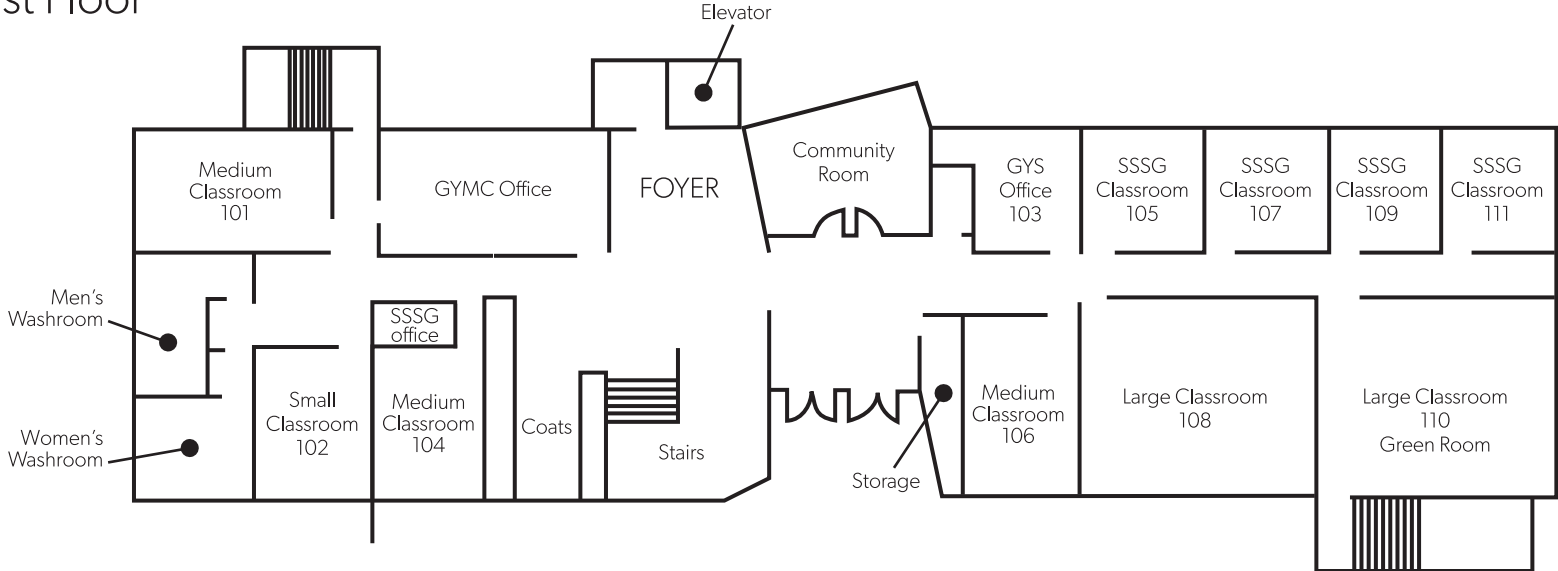 st Floor
Elevator
Medium
Classroom
101
GYMC Office
FOYER
Community
Room
GYS
Office
103
SSSG
Classroom
105
SSSG
Classroom
107
SSSG
Classroom
109
SSSG
Classroom
111
Men's
Washroom
SSSG
office
Women's
Washroom
Small
Classroom
102
Medium
Classroom
104
Coats
Stairs
Storage
Medium
Classroom
106
Large Classroom
108
Large Classroom
110
Green Room